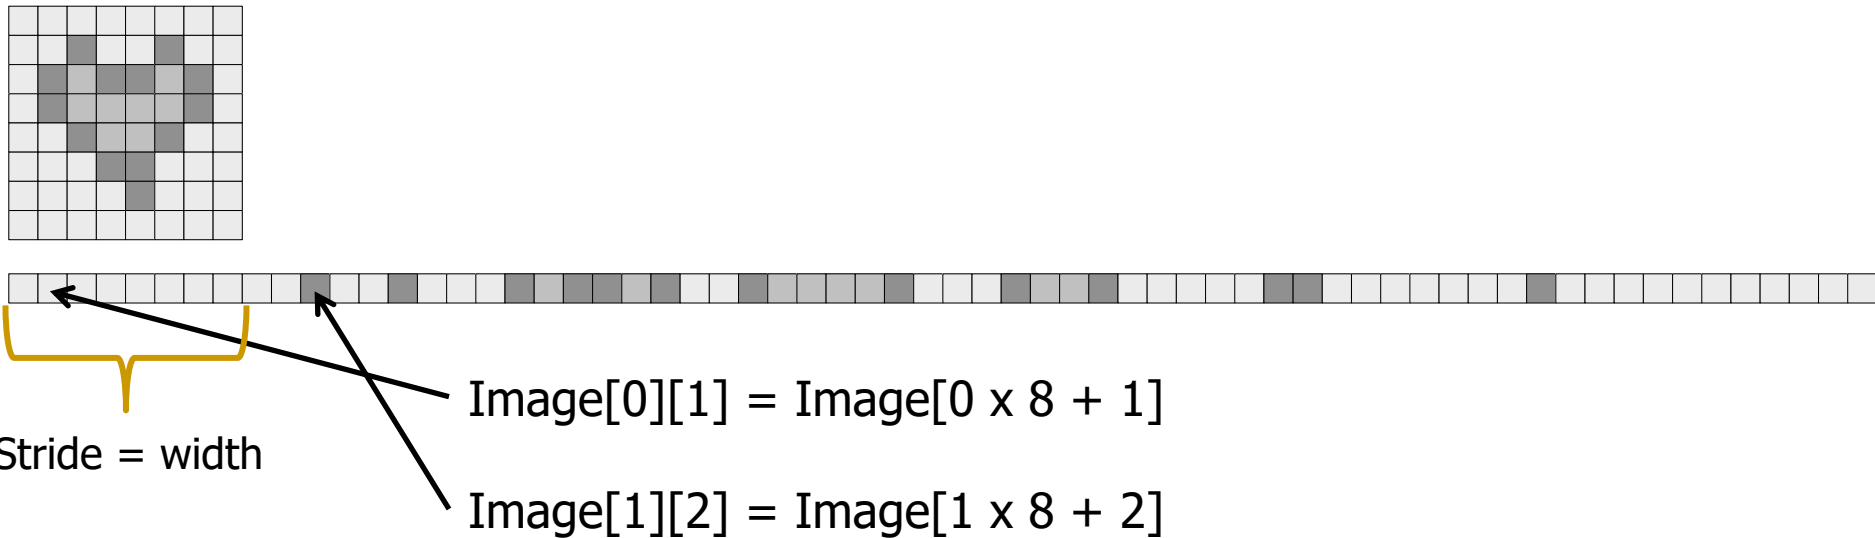 Image[0][1] = Image[0 x 8 + 1]
Stride = width
Image[1][2] = Image[1 x 8 + 2]